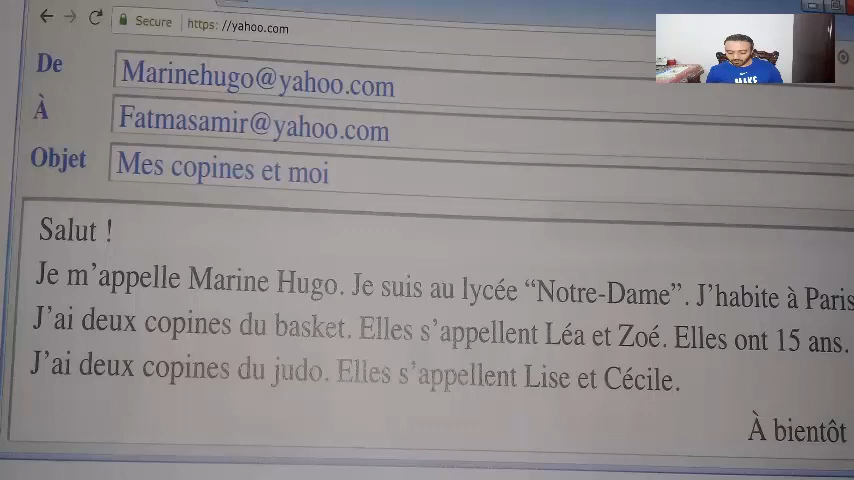 Secure https: //yahoo.com
De Marinehugo@yahoo.com
À Fatmasamir@yahoo.com
Objet Mes copines et moi
Salut !
Je m'appelle Marine Hugo. Je suis au lycée “Notre-Dame”. J'habite à Paris
J'ai deux copines du basket. Elles s'appellent Léa et Zoé. Elles ont 15 ans.
J'ai deux copines du judo. Elles s'appellent Lise et Cécile.
À bientôt